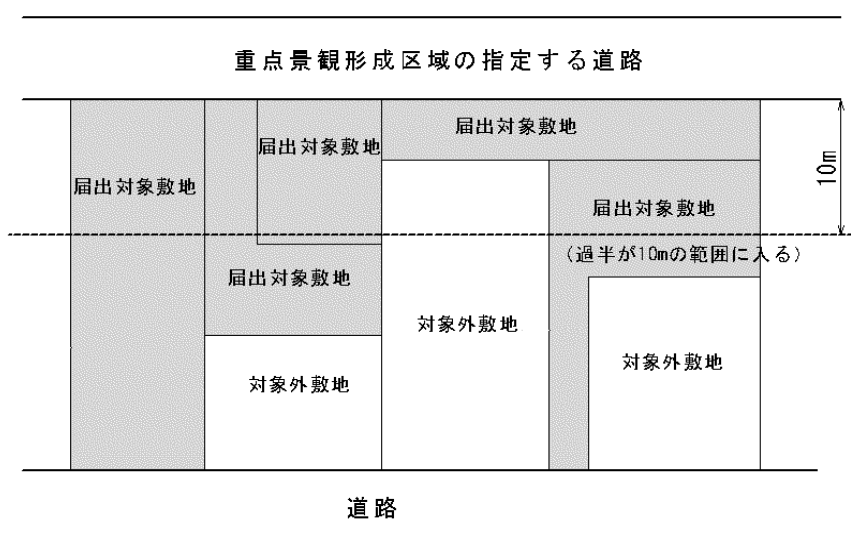 重点景観形成区域の指定する道路
届出対象敷地
届出対象敷地
届出対象敷地
10m
届出対象敷地
(過半が10mの範囲に入る)
届出対象敷地
対象外敷地
対象外敷地
対象外敷地
道路